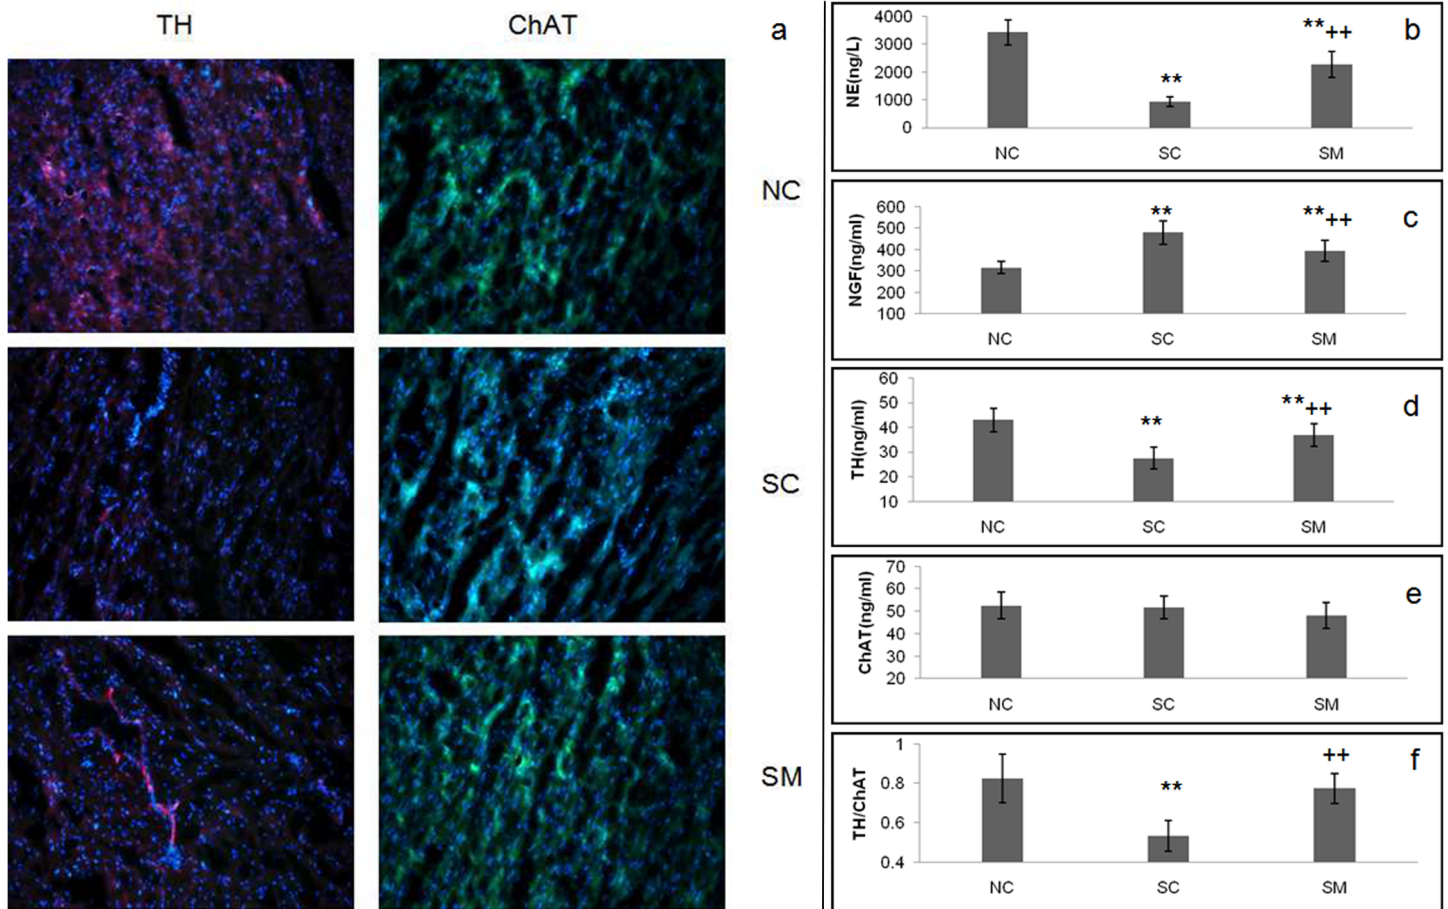 TH ChAT a
NC
SC
SM
b
NE(ng/L)
4000
3000
2000
1000
0
**
**++
NC SC SM
c
NGF(ng/ml)
600
500
400
300
200
100
**
**++
NC SC SM
d
TH(ng/ml)
60
50
40
30
20
10
**
**++
NC SC SM
e
ChAT(ng/ml)
70
60
50
40
30
20
NC SC SM
f
TH/ChAT
1
0.8
0.6
0.4
**
++
NC SC SM